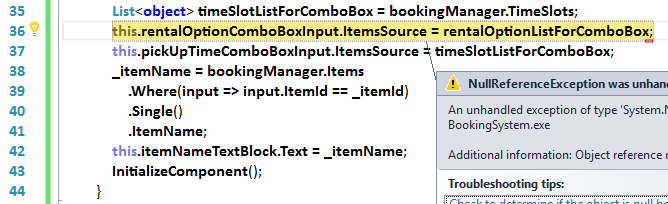 35 List<object> timeSlotListForComboBox = bookingManager.TimeSlots;
36 this.rentalOptionComboBoxInput.ItemsSource = rentalOptionListForComboBox;
37 this.pickUpTimeComboBoxInput.ItemsSource = timeSlotListForComboBox;
38 _itemName = bookingManager.Items
39 .Where(input => input.ItemId == _itemId)
40 .Single()
41 .ItemName;
42 this.itemNameTextBlock.Text = _itemName;
43 InitializeComponent();
44 }
NullReferenceException was unhan
An unhandled exception of type 'System.N
BookingSystem.exe
Additional information: Object reference
Troubleshooting tips:
Check to determine if the object is null be